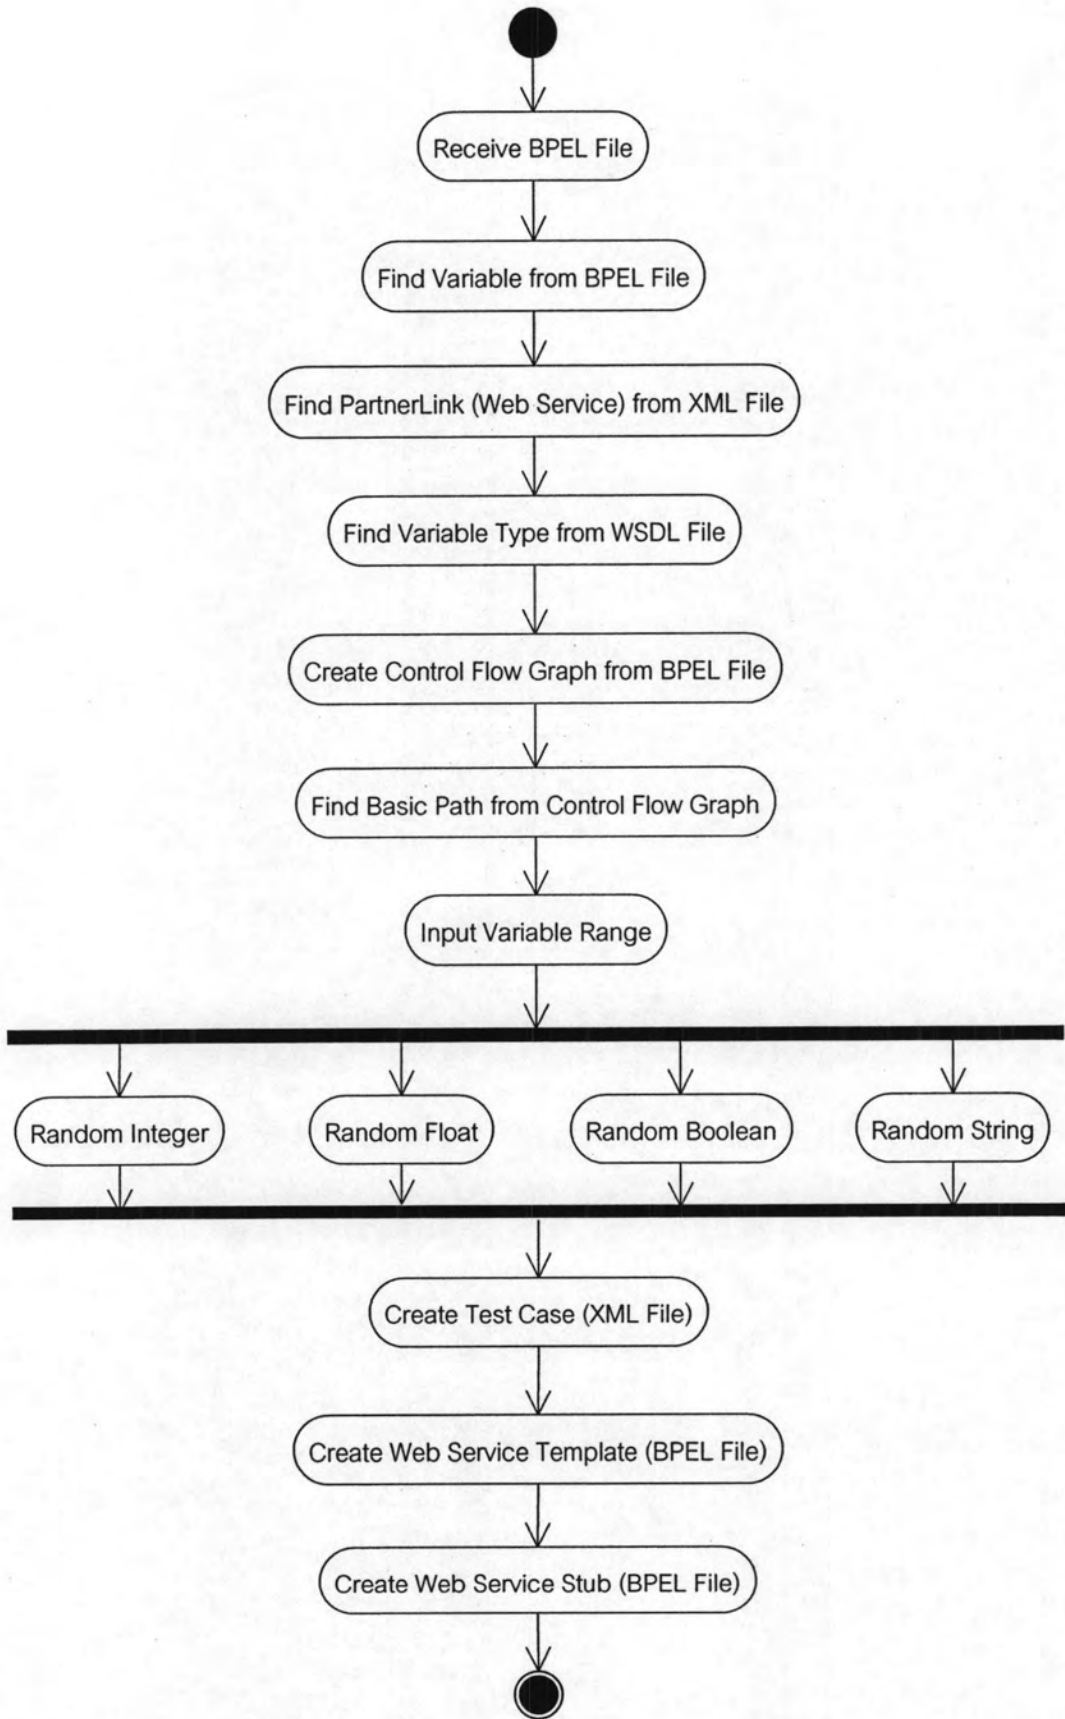 Receive BPEL File
Find Variable from BPEL File
Find PartnerLink (Web Service) from XML File
Find Variable Type from WSDL File
Create Control Flow Graph from BPEL File
Find Basic Path from Control Flow Graph
Input Variable Range
Random Integer
Random Float
Random Boolean
Random String
Create Test Case (XML File)
Create Web Service Template (BPEL File)
Create Web Service Stub (BPEL File)